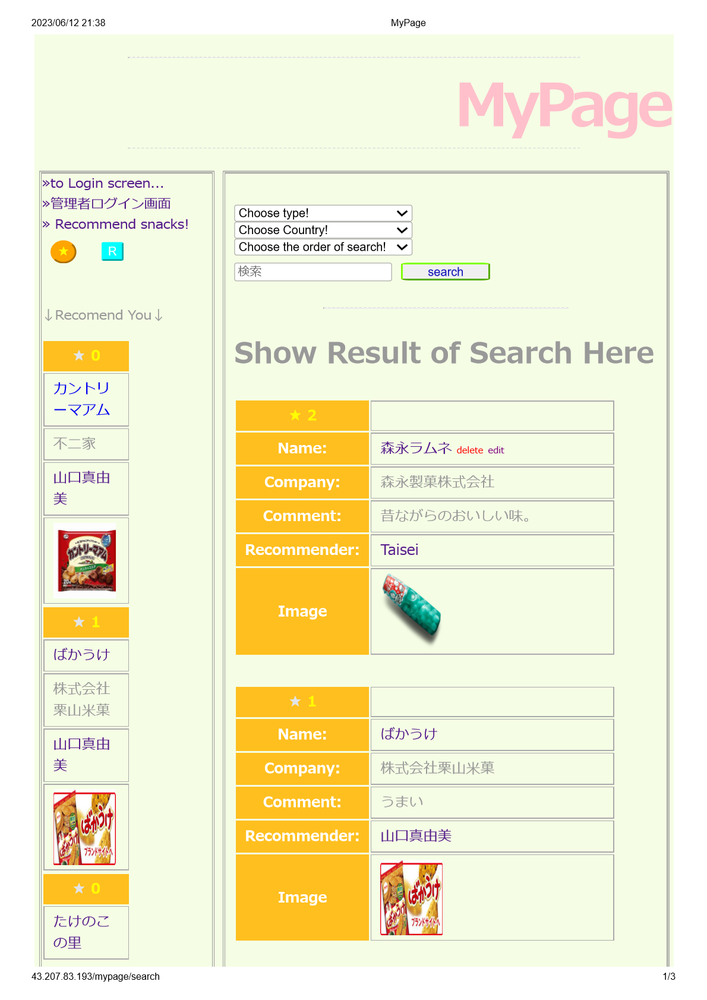 2023/06/12 21:38
MyPage
MyPage
»to Login screen...
»管理者ログイン画面
» Recommend snacks!
★
R
↓Recomend You↓
★ 0
カントリ
ーマアム
不二家
山口真由
美
カントリーマアム
★ 1
ばかうけ
株式会社
栗山米菓
山口真由
美
ばかうけ
ばかうけ
ブランドサイトへ
★ 0
たけのこ
の里
Choose type!
Choose Country!
Choose the order of search!
検索
search
Show Result of Search Here
★ 2
Name:
森永ラムネ delete edit
Company:
森永製菓株式会社
Comment:
昔ながらのおいしい味。
Recommender:
Taisei
Image
★ 1
Name:
ばかうけ
Company:
株式会社栗山米菓
Comment:
うまい
Recommender:
山口真由美
Image
ばかうけ
ばかうけ
ブランドサイトへ
43.207.83.193/mypage/search
1/3